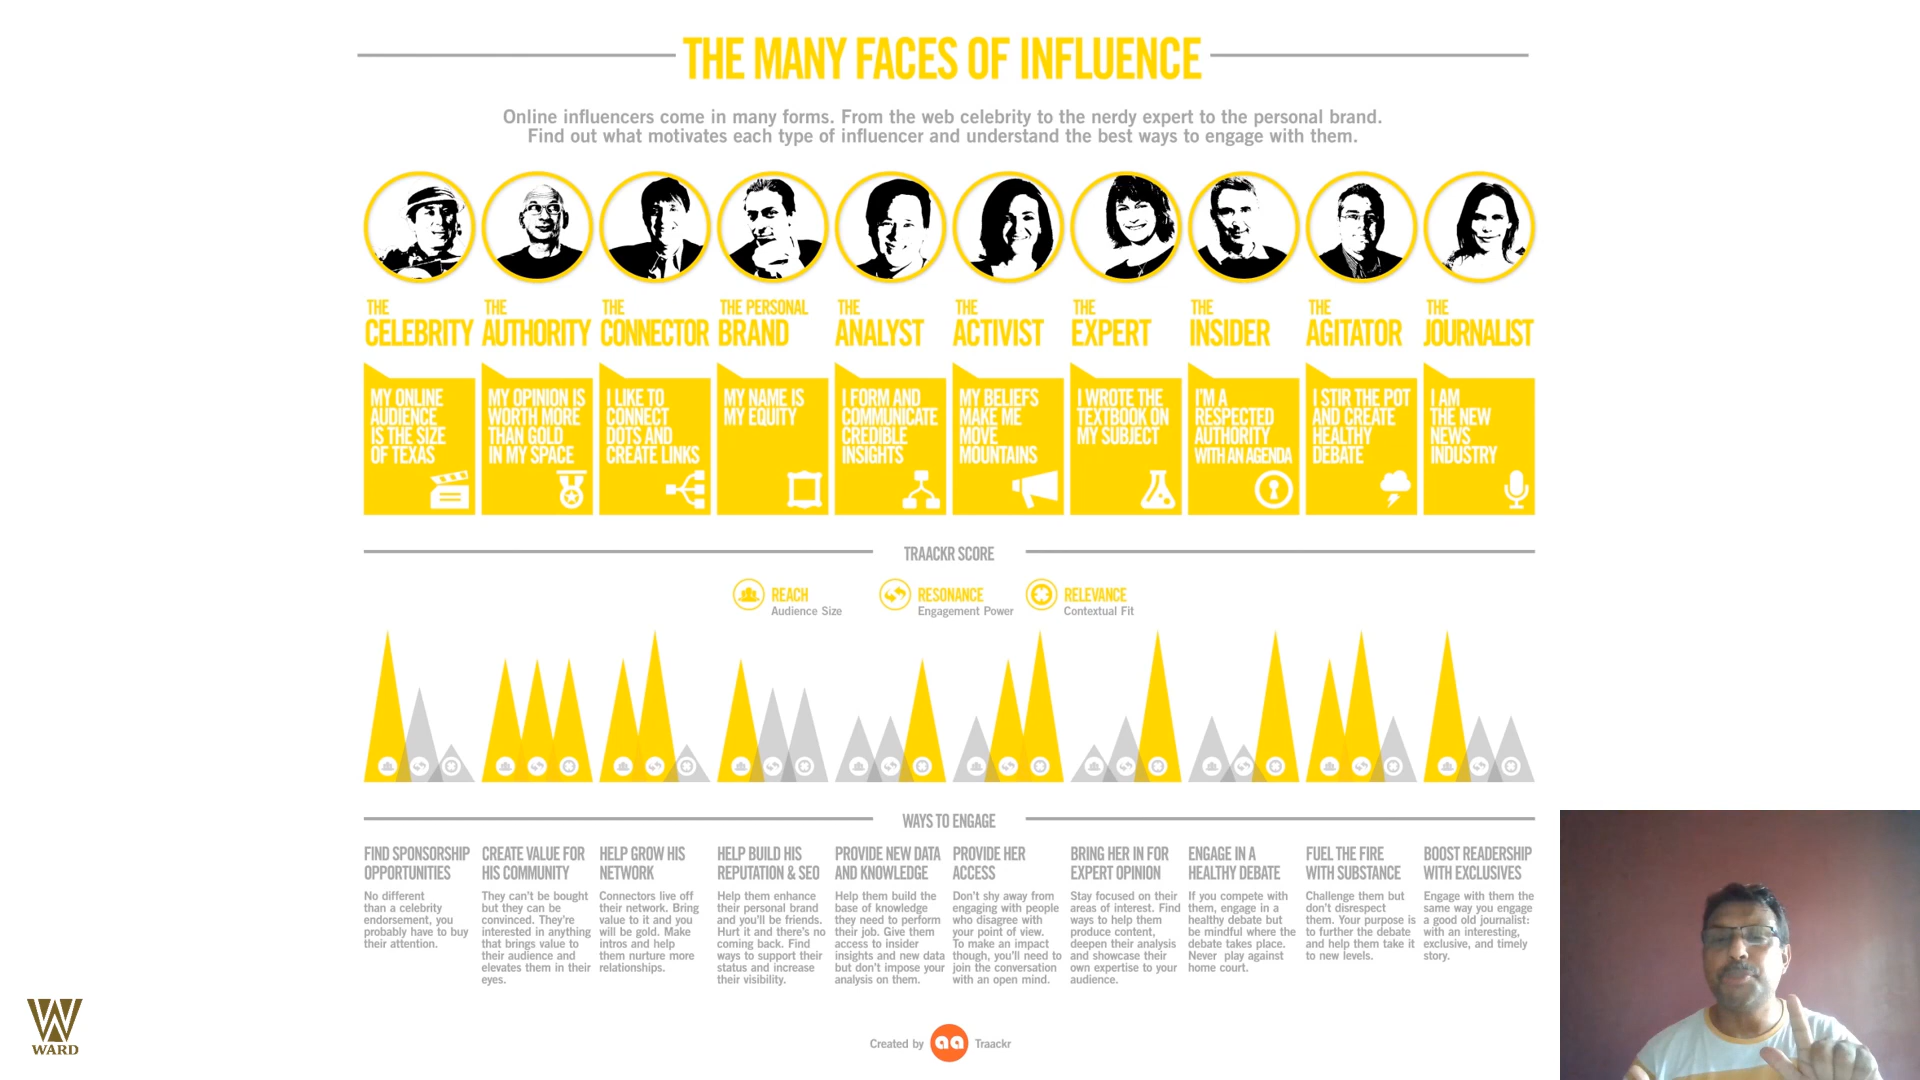 THE MANY FACES OF INFLUENCE
Online influencers come in many forms. From the web celebrity to the nerdy expert to the personal brand.
Find out what motivates each type of influencer and understand the best ways to engage with them.
THE
CELEBRITY
THE
AUTHORITY
THE
CONNECTOR
THE PERSONAL
BRAND
THE
ANALYST
THE
ACTIVIST
THE
EXPERT
THE
INSIDER
THE
AGITATOR
THE
JOURNALIST
MY ONLINE
AUDIENCE
IS THE SIZE
OF TEXAS
MY OPINION IS
WORTH MORE
THAN GOLD
IN MY SPACE
I LIKE TO
CONNECT
DOTS AND
CREATE LINKS
MY NAME IS
MY EQUITY
I FORM AND
COMMUNICATE
CREDIBLE
INSIGHTS
MY BELIEFS
MAKE ME
MOVE
MOUNTAINS
I WROTE THE
TEXTBOOK ON
MY SUBJECT
I'M A
RESPECTED
AUTHORITY
WITH AN AGENDA
I STIR THE POT
AND CREATE
HEALTHY
DEBATE
I AM
THE NEW
NEWS
INDUSTRY
TRAACKR SCORE
REACH
Audience Size
RESONANCE
Engagement Power
RELEVANCE
Contextual Fit
WAYS TO ENGAGE
FIND SPONSORSHIP
OPPORTUNITIES
No different
than a celebrity
endorsement, you
probably have to buy
their attention.
CREATE VALUE FOR
HIS COMMUNITY
They can't be bought
but they can be
convinced. They're
interested in anything
that brings value to
their audience and
elevates them in their
eyes.
HELP GROW HIS
NETWORK
Connectors live off
their network. Bring
value to it and you
will be gold. Make
intros and help
them nurture more
relationships.
HELP BUILD HIS
REPUTATION & SEO
Help them enhance
their personal brand
and you'll be friends.
Hurt it and there's no
coming back. Find
ways to support their
status and increase
their visibility.
PROVIDE NEW DATA
AND KNOWLEDGE
Help them build the
base of knowledge
they need to perform
their job. Give them
access to insider
insights and new data
but don't impose your
analysis on them.
PROVIDE HER
ACCESS
Don't shy away from
engaging with people
who disagree with
your point of view.
To make an impact
though, you'll need to
join the conversation
with an open mind.
BRING HER IN FOR
EXPERT OPINION
Stay focused on their
areas of interest. Find
ways to help them
produce content,
deepen their analysis
and showcase their
own expertise to your
audience.
ENGAGE IN A
HEALTHY DEBATE
If you compete with
them, engage in a
healthy debate but
be mindful where the
debate takes place.
Never play against
home court.
FUEL THE FIRE
WITH SUBSTANCE
Challenge them but
don't disrespect
them. Your purpose is
to further the debate
and help them take it
to new levels.
BOOST READERSHIP
WITH EXCLUSIVES
Engage with them the
same way you engage
a good old journalist:
with an interesting,
exclusive, and timely
story.
Created by aa Traackr
WARD